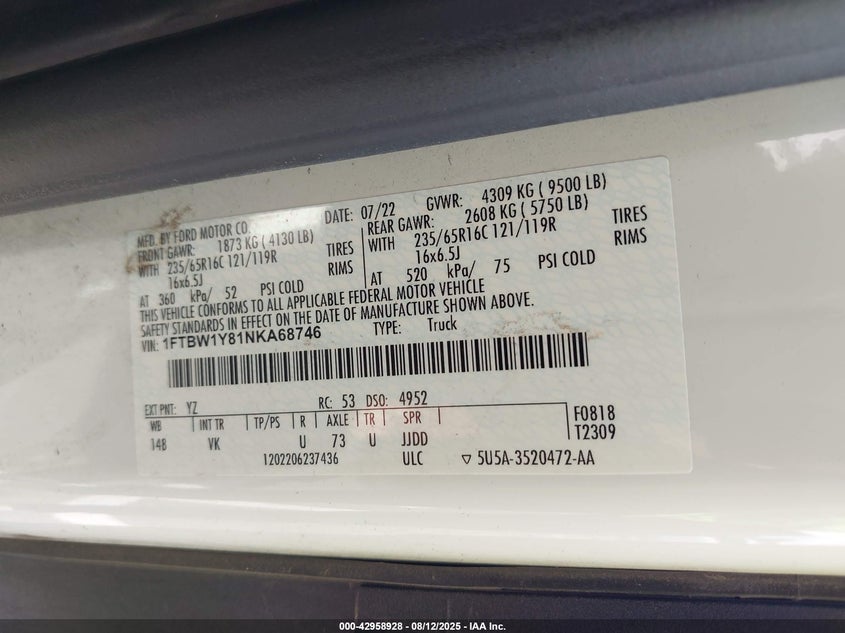 MFD. BY FORD MOTOR CO. DATE: 07/22 GVWR: 4309 KG ( 9500 LB)
FRONT GAWR: 1873 KG ( 4130 LB) REAR GAWR: 2608 KG ( 5750 LB)
WITH 235/65R16C 121/119R TIRES WITH 235/65R16C 121/119R TIRES
16x6.5J RIMS 16x6.5J RIMS
AT 360 kPa/ 52 PSI COLD AT 520 kPa/ 75 PSI COLD
THIS VEHICLE CONFORMS TO ALL APPLICABLE FEDERAL MOTOR VEHICLE
SAFETY STANDARDS IN EFFECT ON THE DATE OF MANUFACTURE SHOWN ABOVE.
VIN: 1FTBW1Y81NKA68746 TYPE: Truck
EXT PNT: YZ RC: 53 DSO: 4952
WB INT TR TP/PS R AXLE TR SPR F0818
148 VK U 73 U JJDD T2309
1202206237436 ULC ▽ 5U5A-3520472-AA
000-42958928 - 08/12/2025 - IAA Inc.